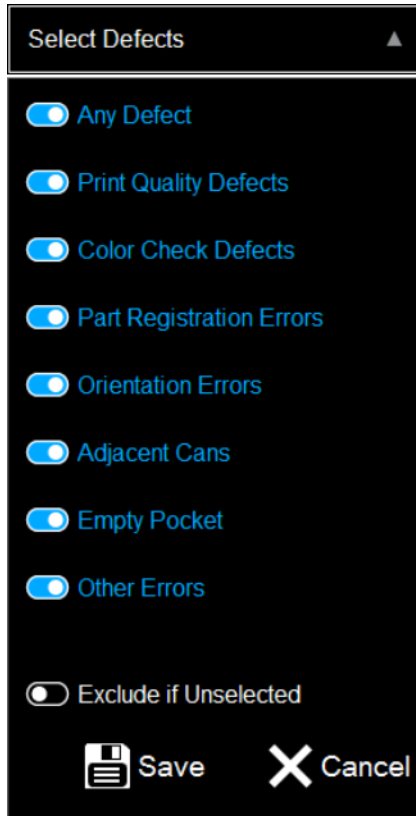 Select Defects
Any Defect
Print Quality Defects
Color Check Defects
Part Registration Errors
Orientation Errors
Adjacent Cans
Empty Pocket
Other Errors
Exclude if Unselected
Save Cancel